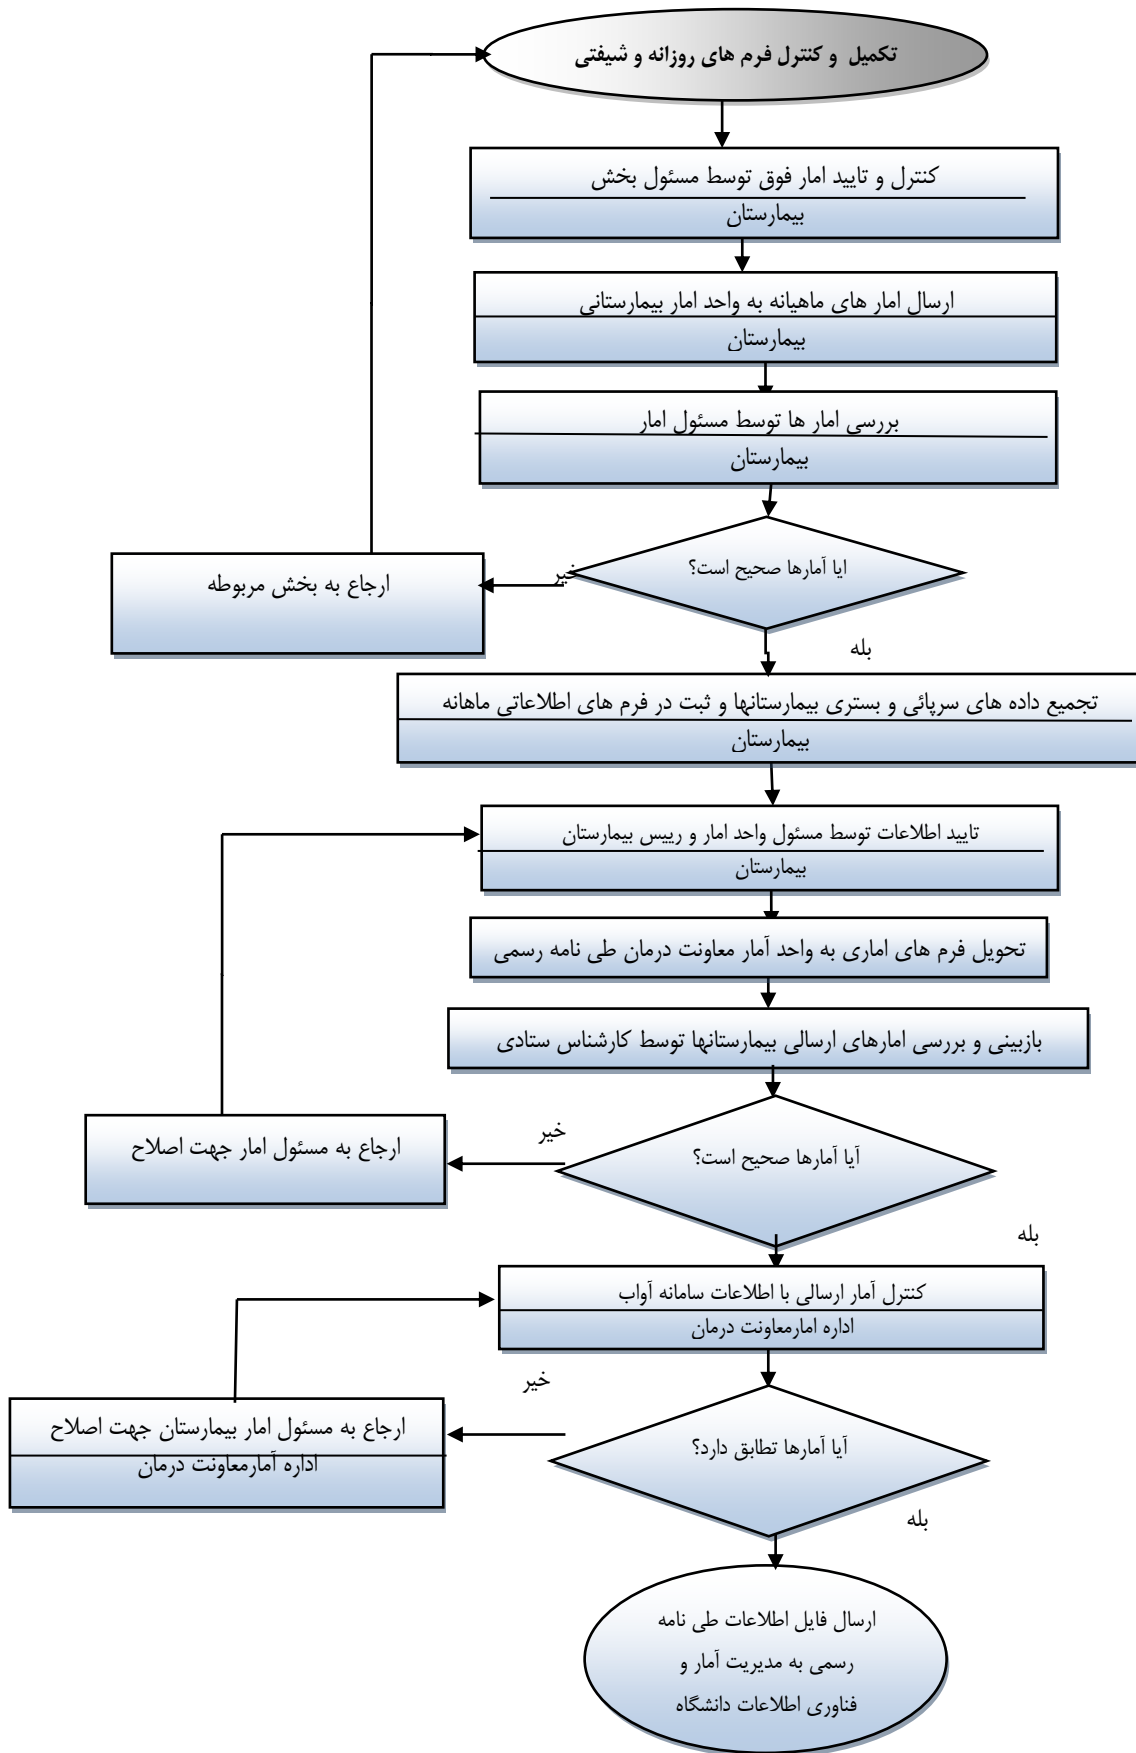 تکمیل و کنترل فرم های روزانه و شیفتی
کنترل و تایید امار فوق توسط مسئول بخش
بیمارستان
ارسال امار های ماهیانه به واحد امار بیمارستانی
بیمارستان
بررسی امار ها توسط مسئول امار
بیمارستان
ایا آمارها صحیح است؟
خیر
ارجاع به بخش مربوطه
بله
تجمیع داده های سرپائی و بستری بیمارستانها و ثبت در فرم های اطلاعاتی ماهانه
بیمارستان
تایید اطلاعات توسط مسئول واحد امار و رییس بیمارستان
بیمارستان
تحویل فرم های اماری به واحد آمار معاونت درمان طی نامه رسمی
بازبینی و بررسی امارهای ارسالی بیمارستانها توسط کارشناس ستادی
آیا آمارها صحیح است؟
خیر
ارجاع به مسئول امار جهت اصلاح
بله
کنترل آمار ارسالی با اطلاعات سامانه آواب
اداره امارمعاونت درمان
خیر
آیا آمارها تطابق دارد؟
ارجاع به مسئول امار بیمارستان جهت اصلاح
اداره آمارمعاونت درمان
بله
ارسال فایل اطلاعات طی نامه
رسمی به مدیریت آمار و
فناوری اطلاعات دانشگاه